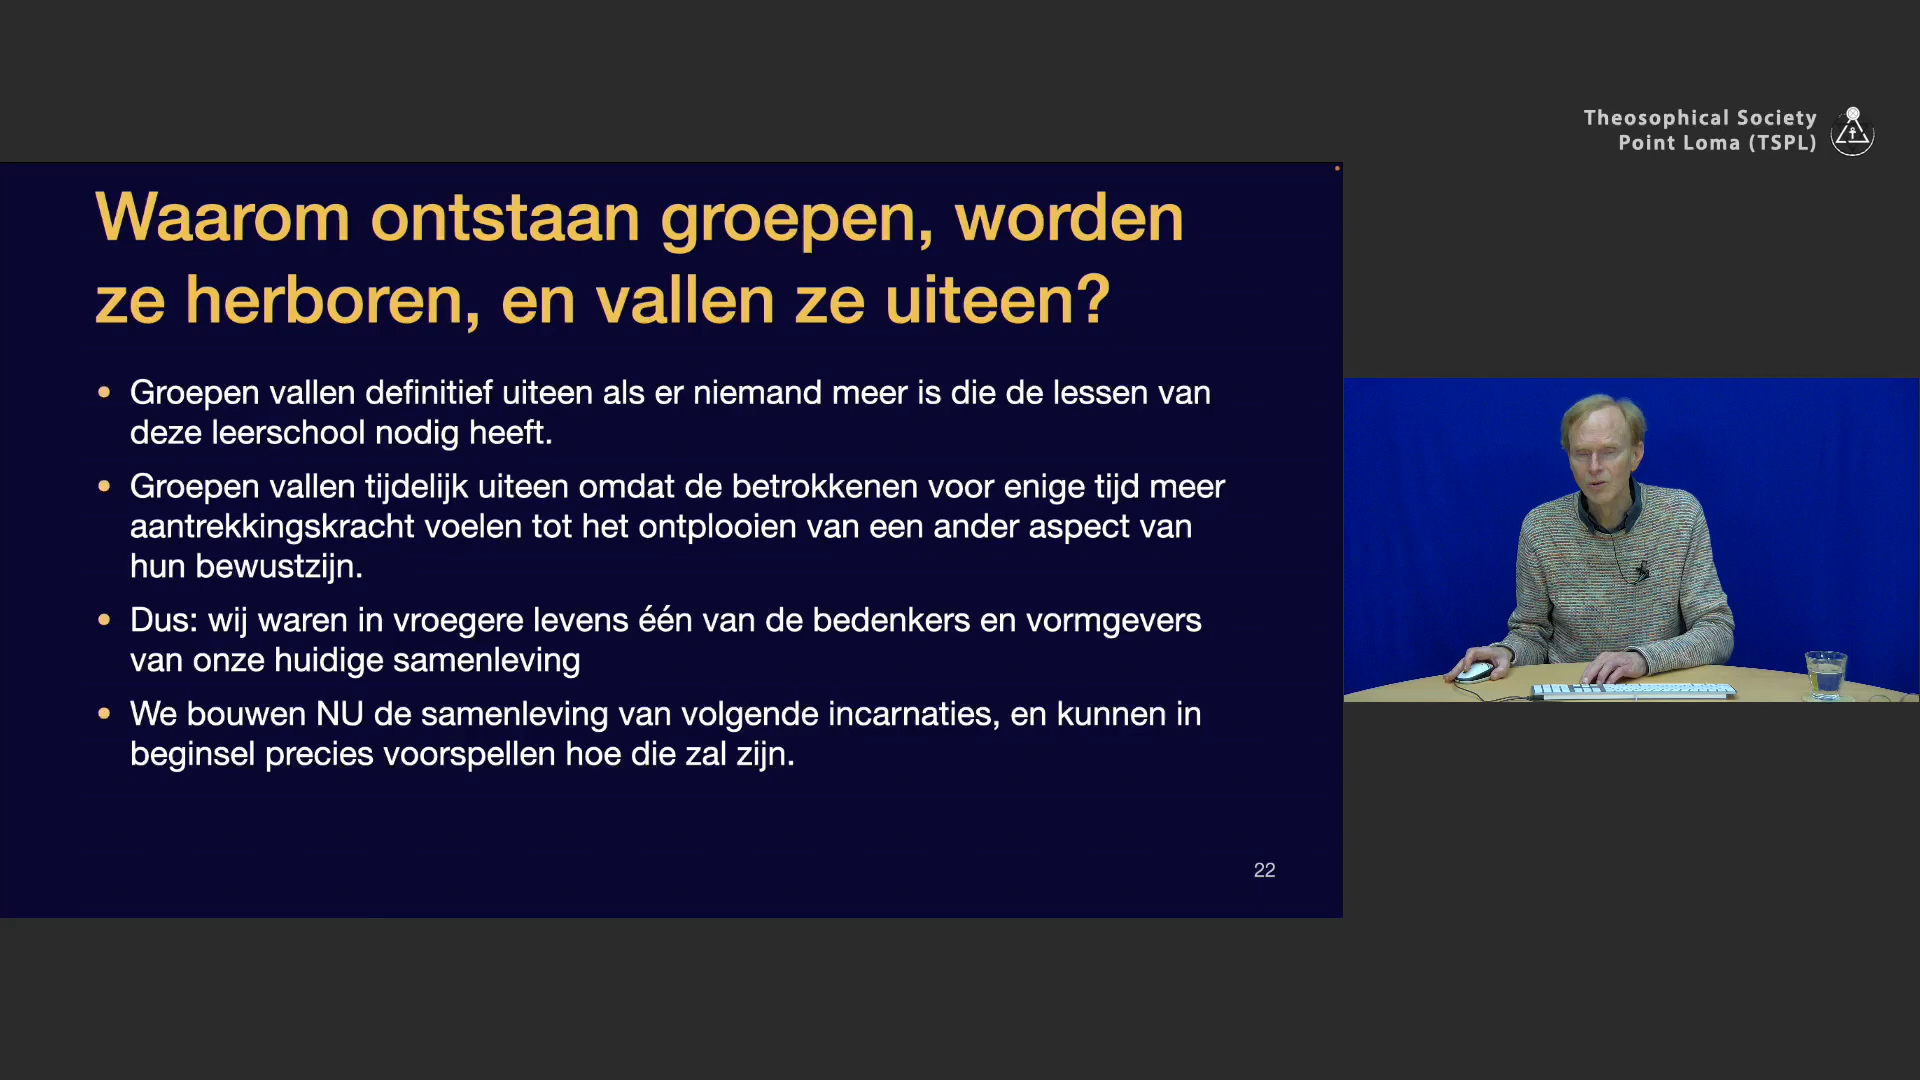 Theosophical Society
Point Loma (TSPL)
Waarom ontstaan groepen, worden
ze herboren, en vallen ze uiteen?
• Groepen vallen definitief uiteen als er niemand meer is die de lessen van
deze leerschool nodig heeft.
• Groepen vallen tijdelijk uiteen omdat de betrokkenen voor enige tijd meer
aantrekkingskracht voelen tot het ontplooien van een ander aspect van
hun bewustzijn.
• Dus: wij waren in vroegere levens één van de bedenkers en vormgevers
van onze huidige samenleving
• We bouwen NU de samenleving van volgende incarnaties, en kunnen in
beginsel precies voorspellen hoe die zal zijn.
22